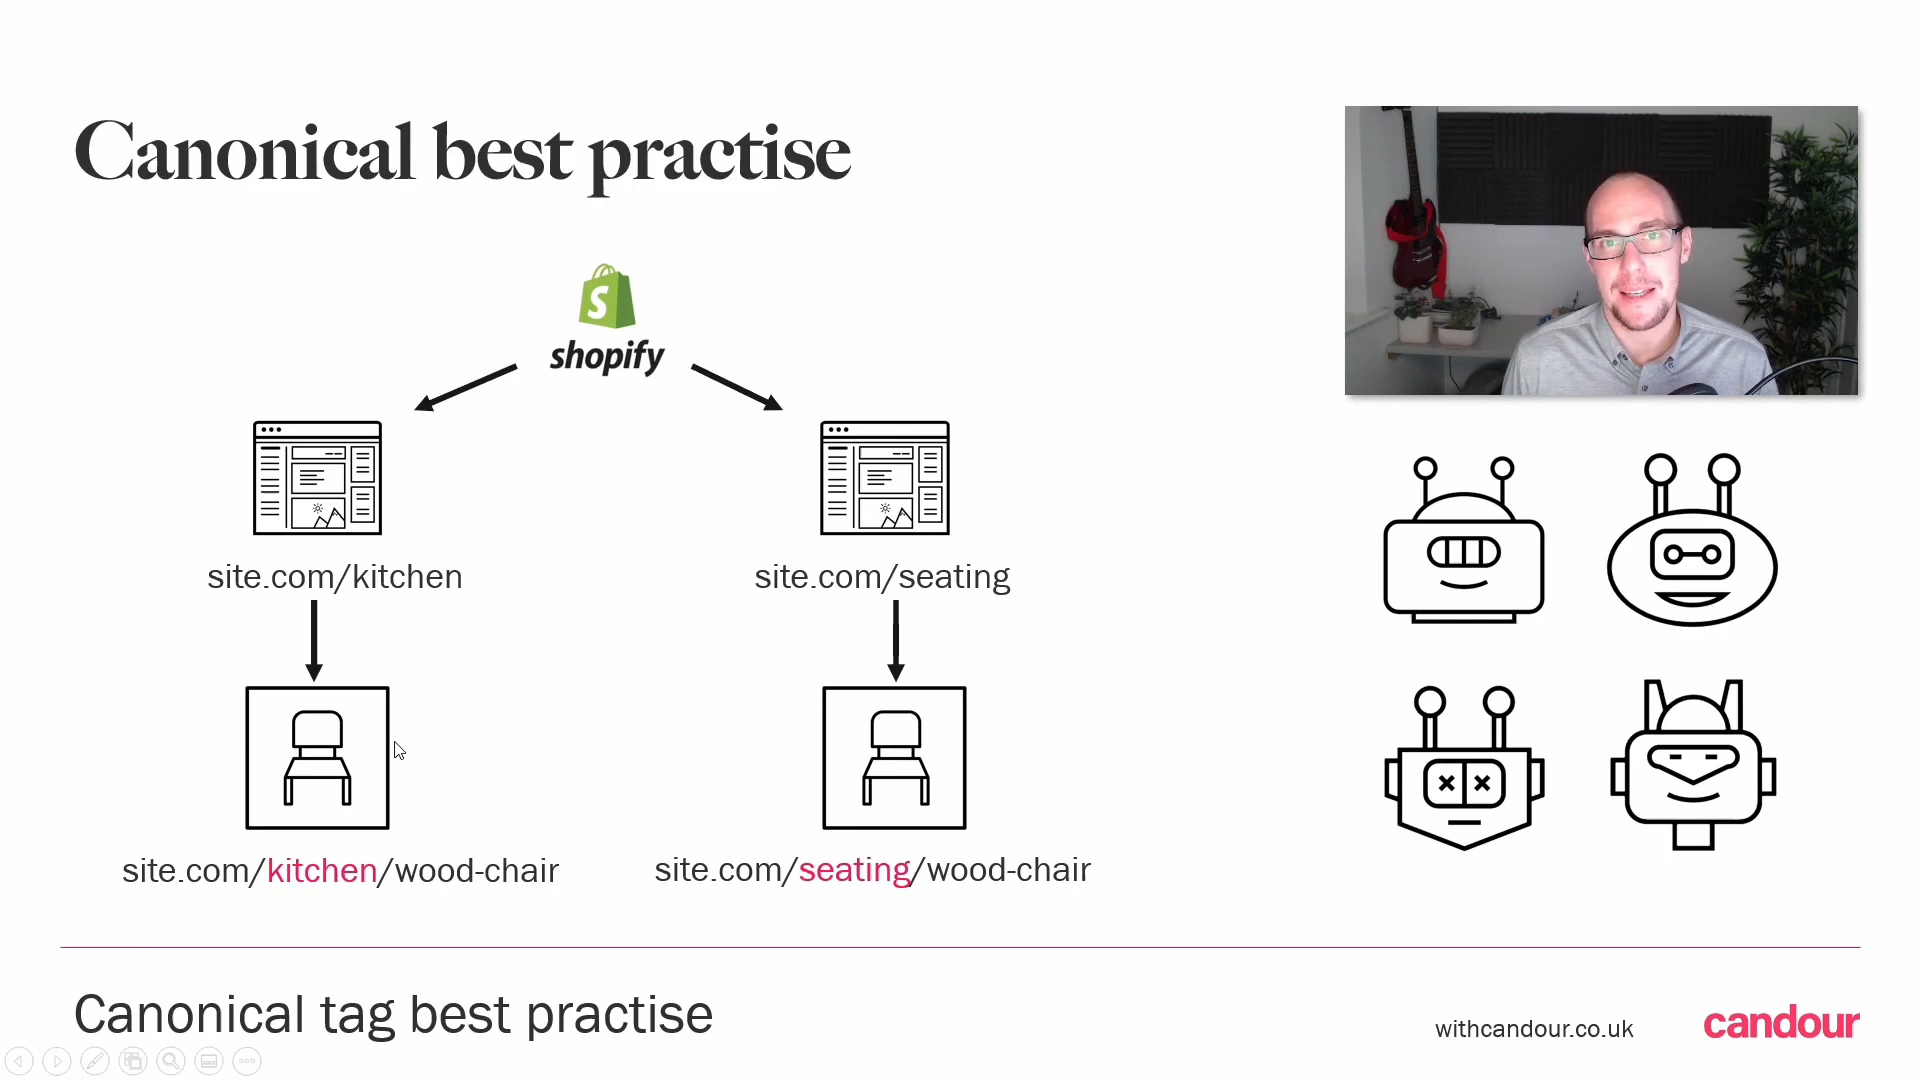 Canonical best practise
S
shopify
site.com/kitchen
site.com/seating
site.com/kitchen/wood-chair
site.com/seating/wood-chair
Canonical tag best practise
withcandour.co.uk
candour